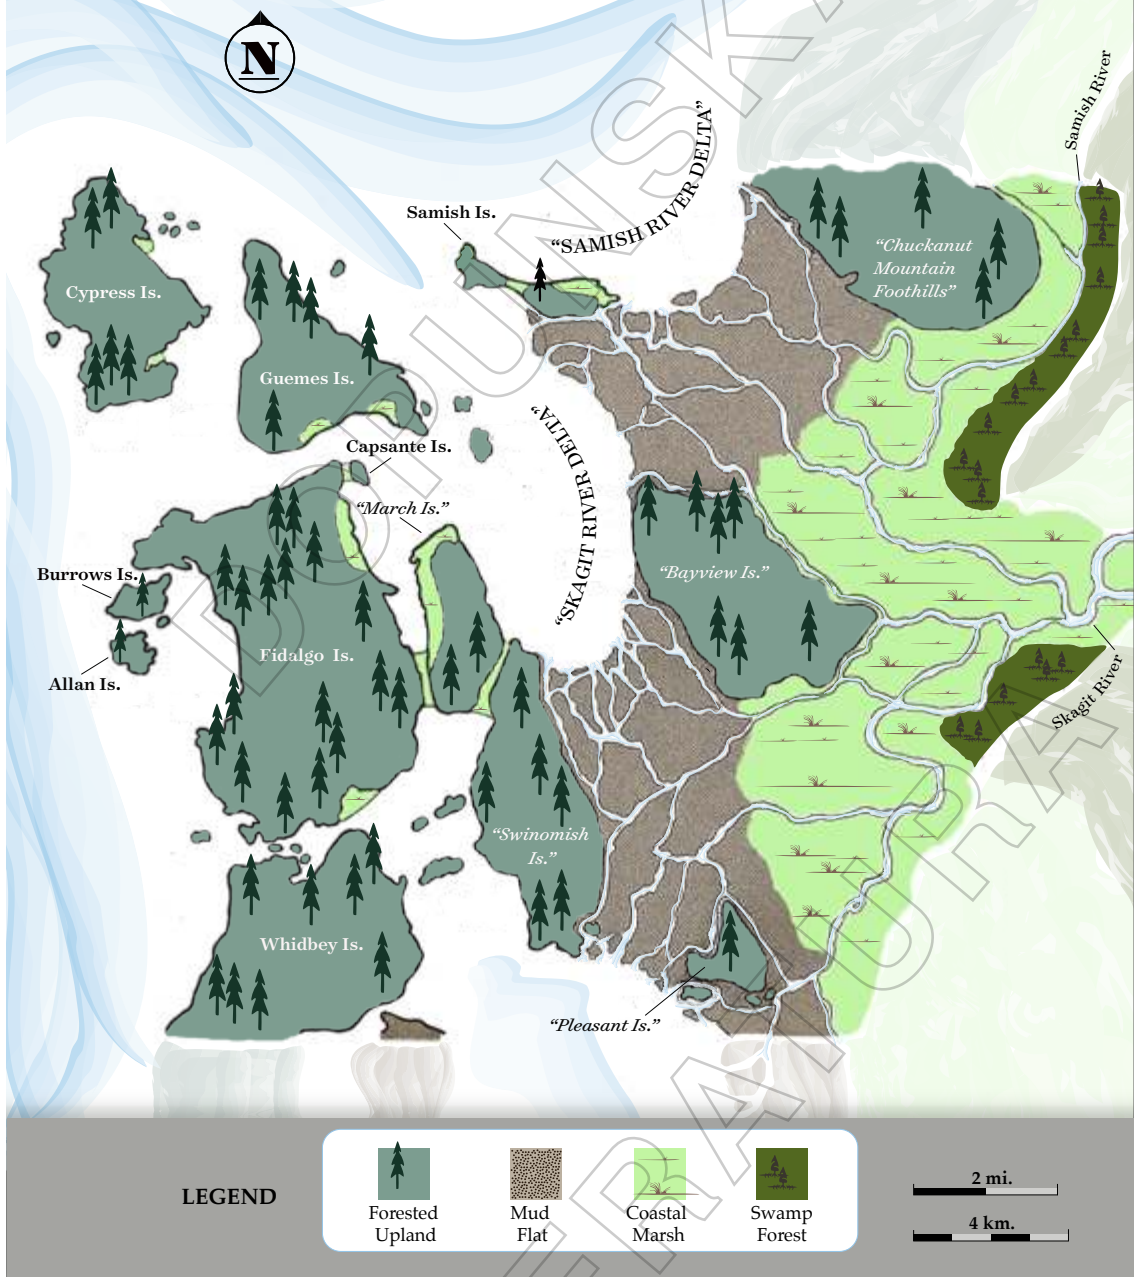 N
Samish River
"SAMISH RIVER DELTA"
Samish Is.
"Chuckanut
Mountain
Foothills"
Cypress Is.
Guemes Is.
"SKAGIT RIVER DELTA"
Capsante Is.
"March Is."
Burrows Is.
"Bayview Is."
Fidalgo Is.
Allan Is.
Skagit River
"Swinomish
Is."
Whidbey Is.
"Pleasant Is."
LEGEND
Forested
Upland
Mud
Flat
Coastal
Marsh
Swamp
Forest
2 mi.
4 km.